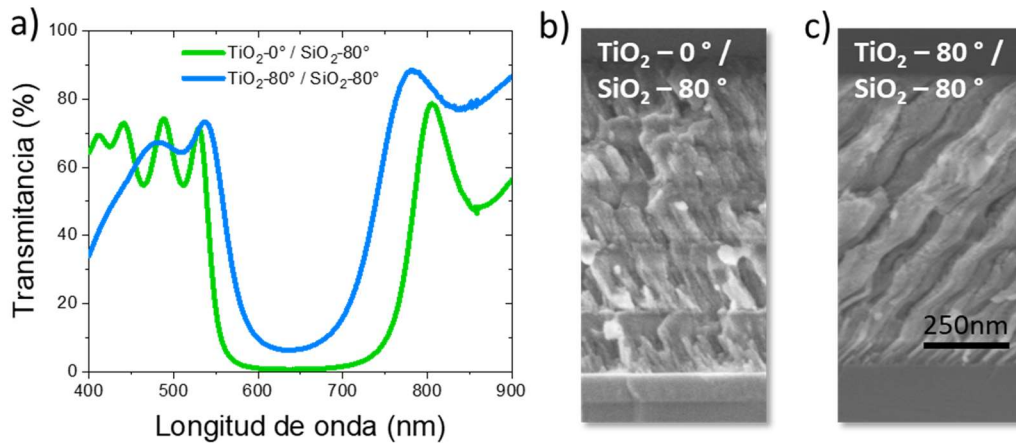 a)
100
80
60
40
20
0
Transmitancia (%)
TiO₂-0° / SiO₂-80°
TiO₂-80° / SiO₂-80°
400
500
600
700
800
900
Longitud de onda (nm)
b)
TiO₂ – 0 ° /
SiO₂ – 80 °
c)
TiO₂ – 80 ° /
SiO₂ – 80 °
250nm